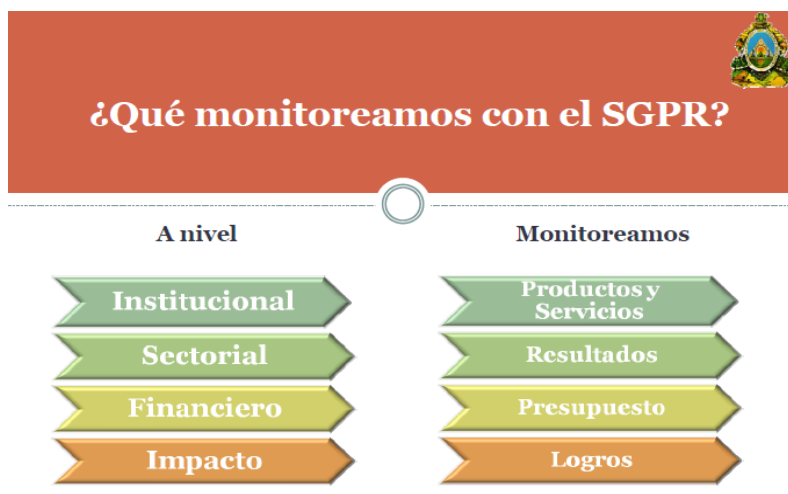 ¿Qué monitoreamos con el SGPR?
A nivel
Monitoreamos
Institucional
Productos y
Servicios
Sectorial
Resultados
Financiero
Presupuesto
Impacto
Logros